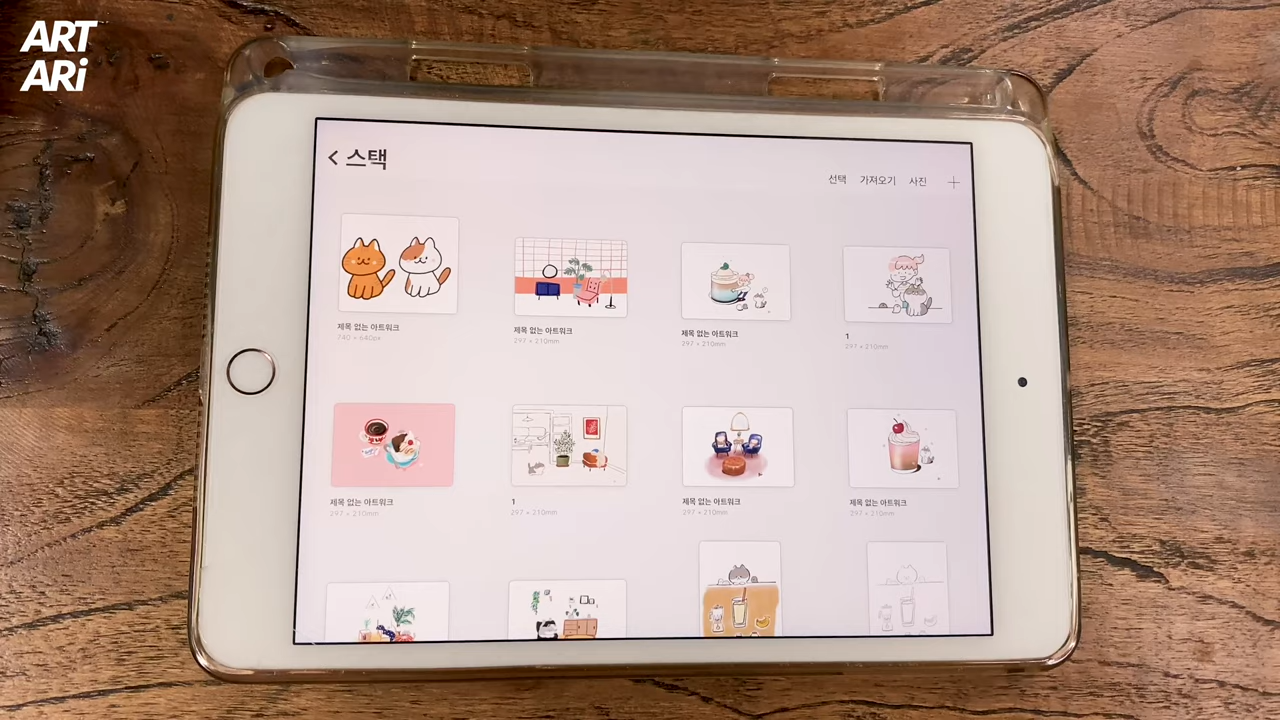 ART
ARi
스택
선택 가져오기 사진
제목 없는 아트워크
740 × 640px
제목 없는 아트워크
297 × 210mm
제목 없는 아트워크
297 × 210mm
1
297 × 210mm
제목 없는 아트워크
297 × 210mm
1
297 × 210mm
제목 없는 아트워크
297 × 210mm
제목 없는 아트워크
297 × 210mm